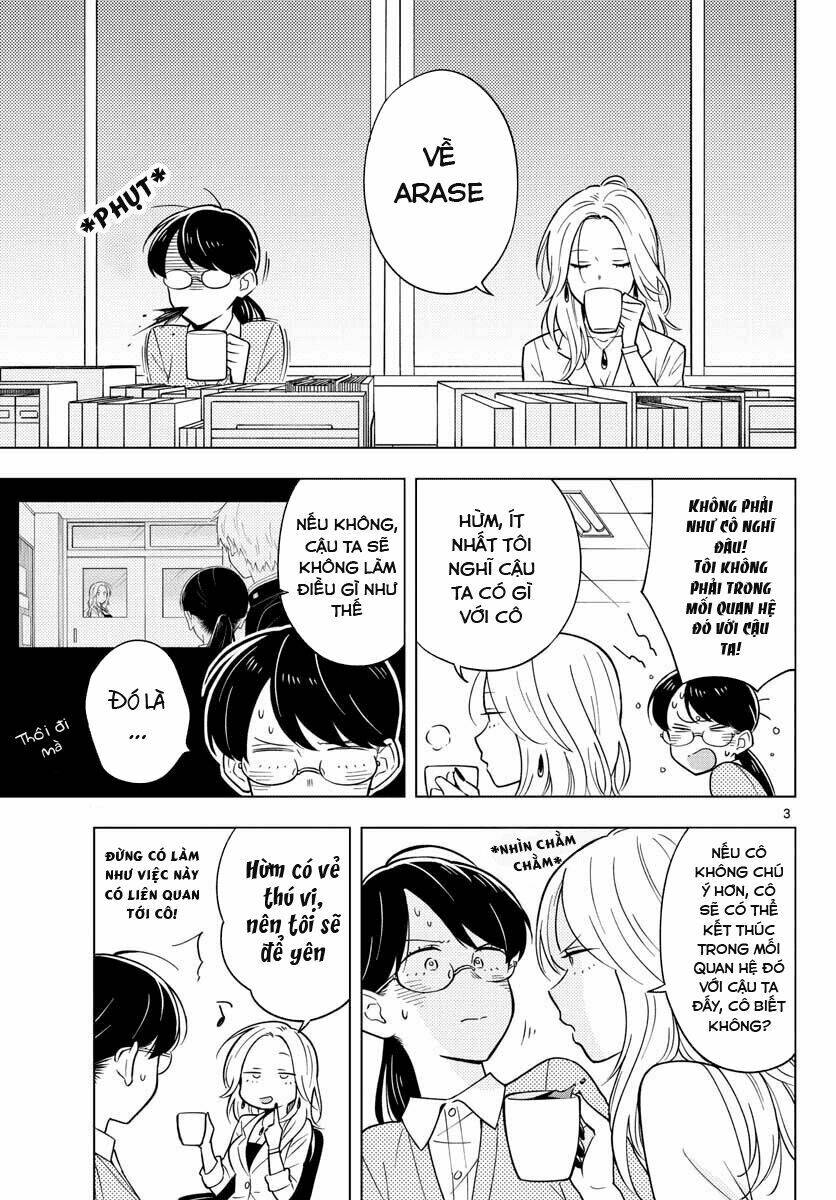 VỀ
ARASE
*PHỤT*
KHÔNG PHẢI
NHƯ CÔ NGHĨ
ĐÂU!
TÔI KHÔNG
PHẢI TRONG
MỐI QUAN HỆ
ĐÓ VỚI CẬU
TA!
HỪM, ÍT
NHẤT TÔI
NGHĨ CẬU
TA CÓ GÌ
VỚI CÔ
NẾU KHÔNG,
CẬU TA SẼ
KHÔNG LÀM
ĐIỀU GÌ NHƯ
THẾ
ĐÓ LÀ
...
Thôi đi
mà
3
NẾU CÔ
KHÔNG CHÚ
Ý HƠN, CÔ
SẼ CÓ THỂ
KẾT THÚC
TRONG MỐI
QUAN HỆ ĐÓ
VỚI CẬU TA
ĐẤY, CÔ BIẾT
KHÔNG?
*NHÌN CHẰM
CHẰM*
Hừm có vẻ
thú vị,
nên tôi sẽ
để yên
ĐỪNG CÓ LÀM
NHƯ VIỆC NÀY
CÓ LIÊN QUAN
TỚI CÔ!